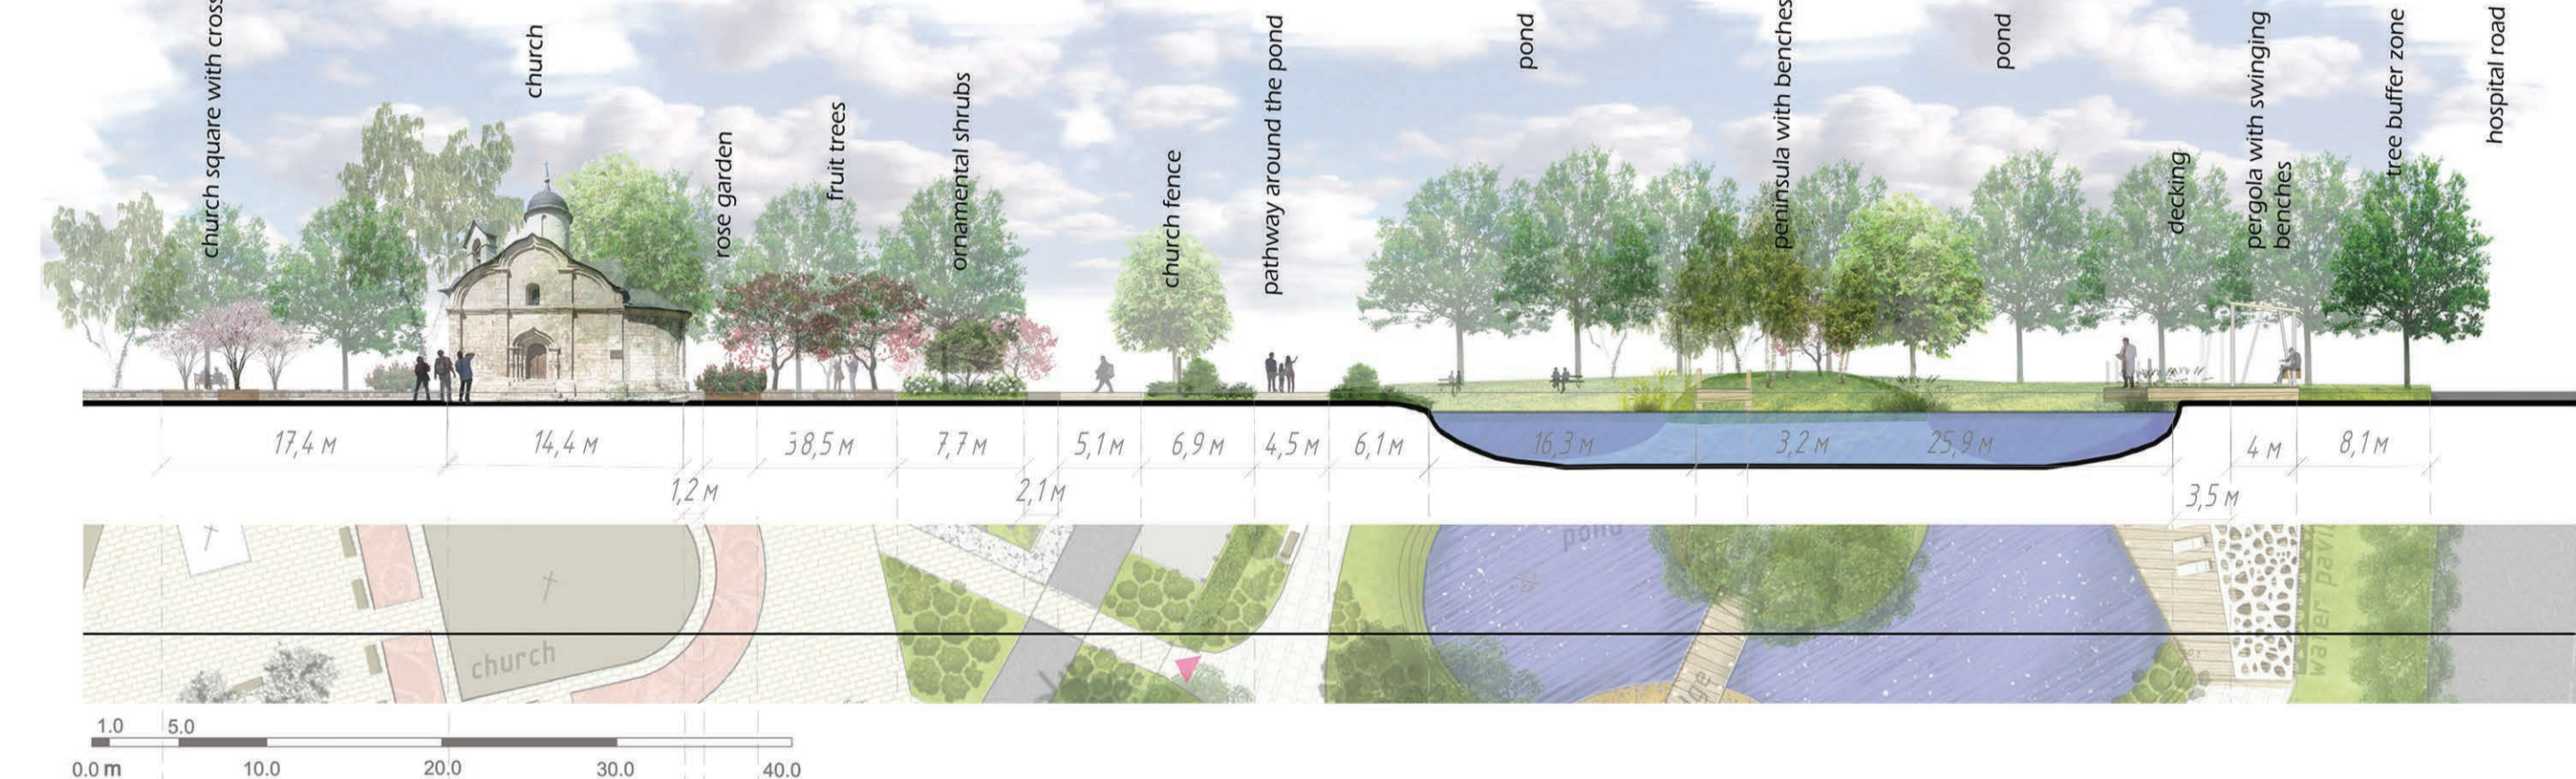 church square with cross
church
rose garden
fruit trees
ornamental shrubs
church fence
pathway around the pond
pond
peninsula with benches
pond
decking
pergola with swinging
benches
tree buffer zone
hospital road
17,4 м
14,4 м
38,5 м
7,7 м
5,1 м
6,9 м
4,5 м
6,1 м
16,3 м
3,2 м
25,9 м
4 м
8,1 м
1,2 м
2,1 м
3,5 м
pond
church
water
1.0
5.0
0.0 m
10.0
20.0
30.0
40.0